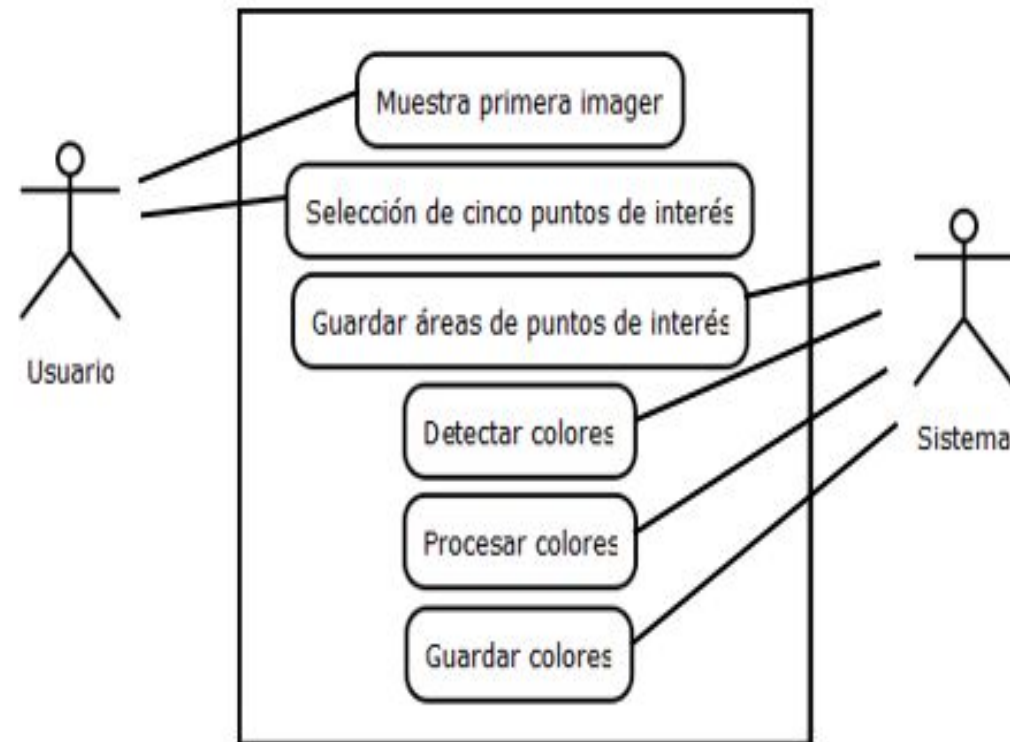 Muestra primera imager
Selección de cinco puntos de interés
Guardar áreas de puntos de interés
Usuario
Detectar colores
Sistema
Procesar colores
Guardar colores